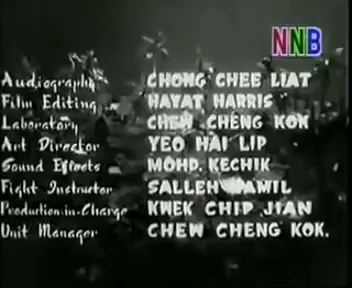 NNB
Audiography CHONG CHEE LIAT
Film Editing HAYAT HARRIS
Laboratory CHEW CHENG KOK
Art Director YEO HAI LIP
Sound Effects MOHD. KECHIK
Fight Instructor SALLEH KAWIL
Production-in-Charge KWEK CHIP JIAN
Unit Manager CHEW CHENG KOK.